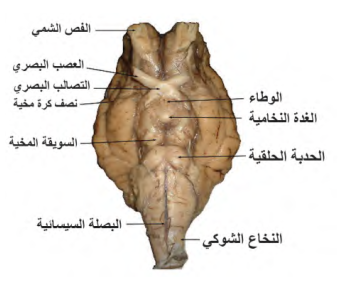 الفص الشمي
العصب البصري
التصالب البصري
نصف كرة مخية
الوطاء
الغدة النخامية
السويقة المخية
الحدبة الحلقية
البصلة السيسائية
النخاع الشوكي